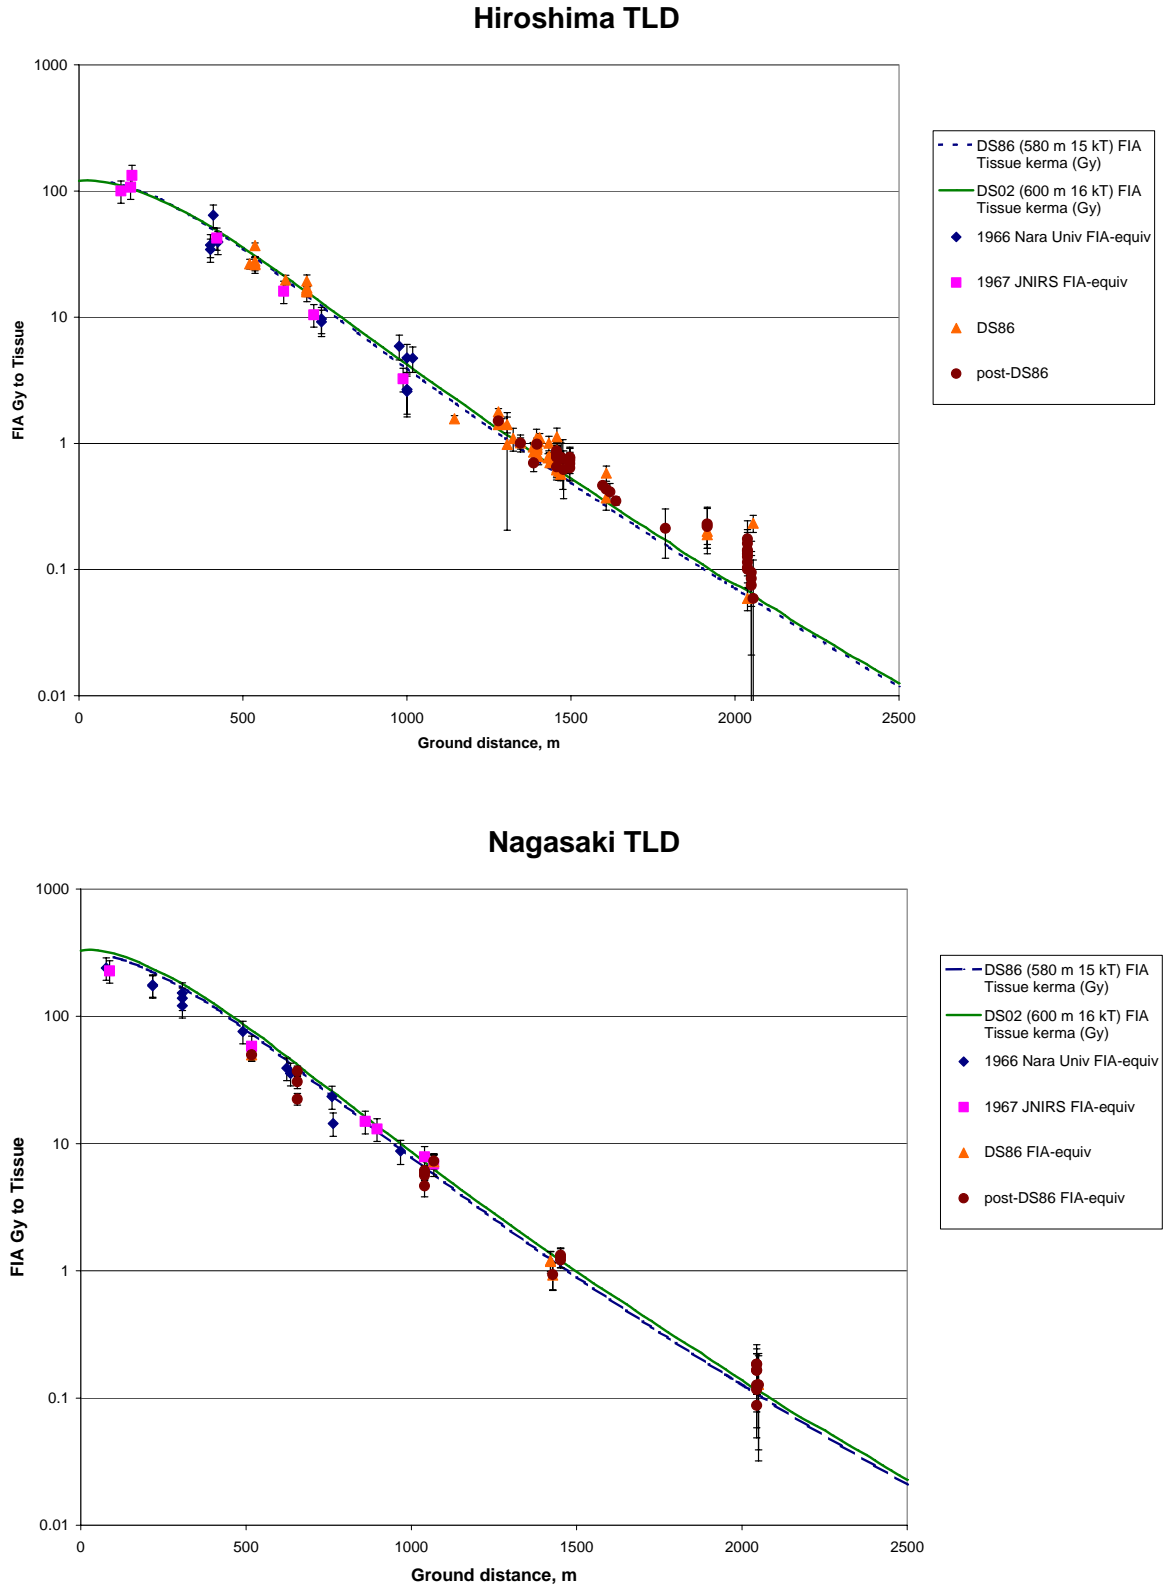 Hiroshima TLD
1000
100
10
1
0.1
0.01
FIA Gy to Tissue
0
500
1000
1500
2000
2500
Ground distance, m
DS86 (580 m 15 kT) FIA
Tissue kerma (Gy)
DS02 (600 m 16 kT) FIA
Tissue kerma (Gy)
1966 Nara Univ FIA-equiv
1967 JNIRS FIA-equiv
DS86
post-DS86
Nagasaki TLD
1000
100
10
1
0.1
0.01
FIA Gy to Tissue
0
500
1000
1500
2000
2500
Ground distance, m
DS86 (580 m 15 kT) FIA
Tissue kerma (Gy)
DS02 (600 m 16 kT) FIA
Tissue kerma (Gy)
1966 Nara Univ FIA-equiv
1967 JNIRS FIA-equiv
DS86 FIA-equiv
post-DS86 FIA-equiv